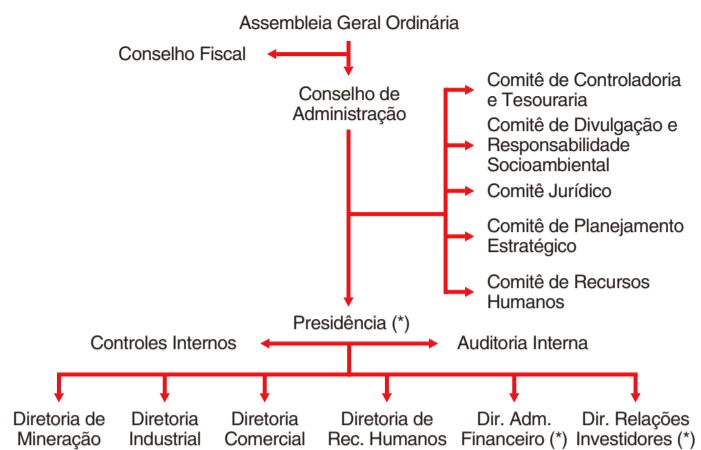 Assembleia Geral Ordinária
Conselho Fiscal
Conselho de
Administração
Comitê de Controladoria
e Tesouraria
Comitê de Divulgação e
Responsabilidade
Socioambiental
Comitê Jurídico
Comitê de Planejamento
Estratégico
Comitê de Recursos
Humanos
Presidência (*)
Controles Internos
Auditoria Interna
Diretoria de
Mineração
Diretoria
Industrial
Diretoria
Comercial
Diretoria de
Rec. Humanos
Dir. Adm.
Financeiro (*)
Dir. Relações
Investidores (*)